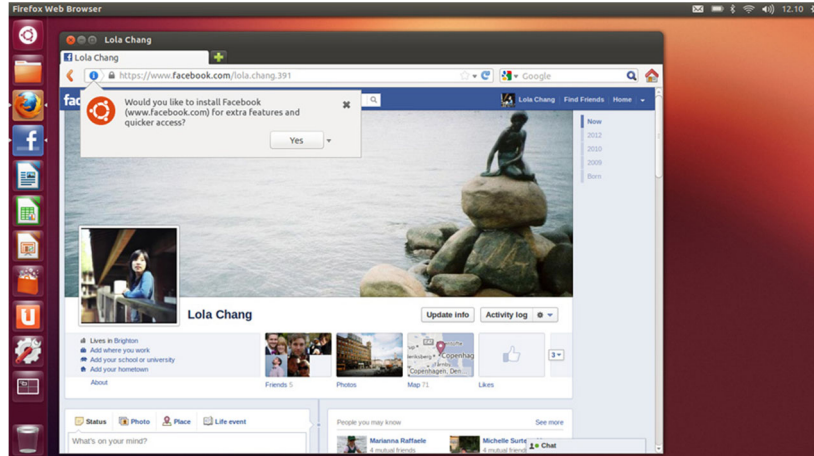 Firefox Web Browser
12.10
Lola Chang
Lola Chang
https://www.facebook.com/lola.chang.391
Google
Would you like to install Facebook
(www.facebook.com) for extra features and
quicker access?
Yes
Lola Chang Find Friends Home
Now
2012
2010
2009
Born
Lola Chang
Update info
Activity log
Lives in Brighton
Add where you work
Add your school or university
Add your hometown
About
Friends 5
Photos
Copenhagen, Den...
Map 71
Likes
3
Status Photo Place Life event
What's on your mind?
People you may know
See more
Marianna Raffaele
4 mutual friends
Michelle Surte
4 mutual friend
Chat